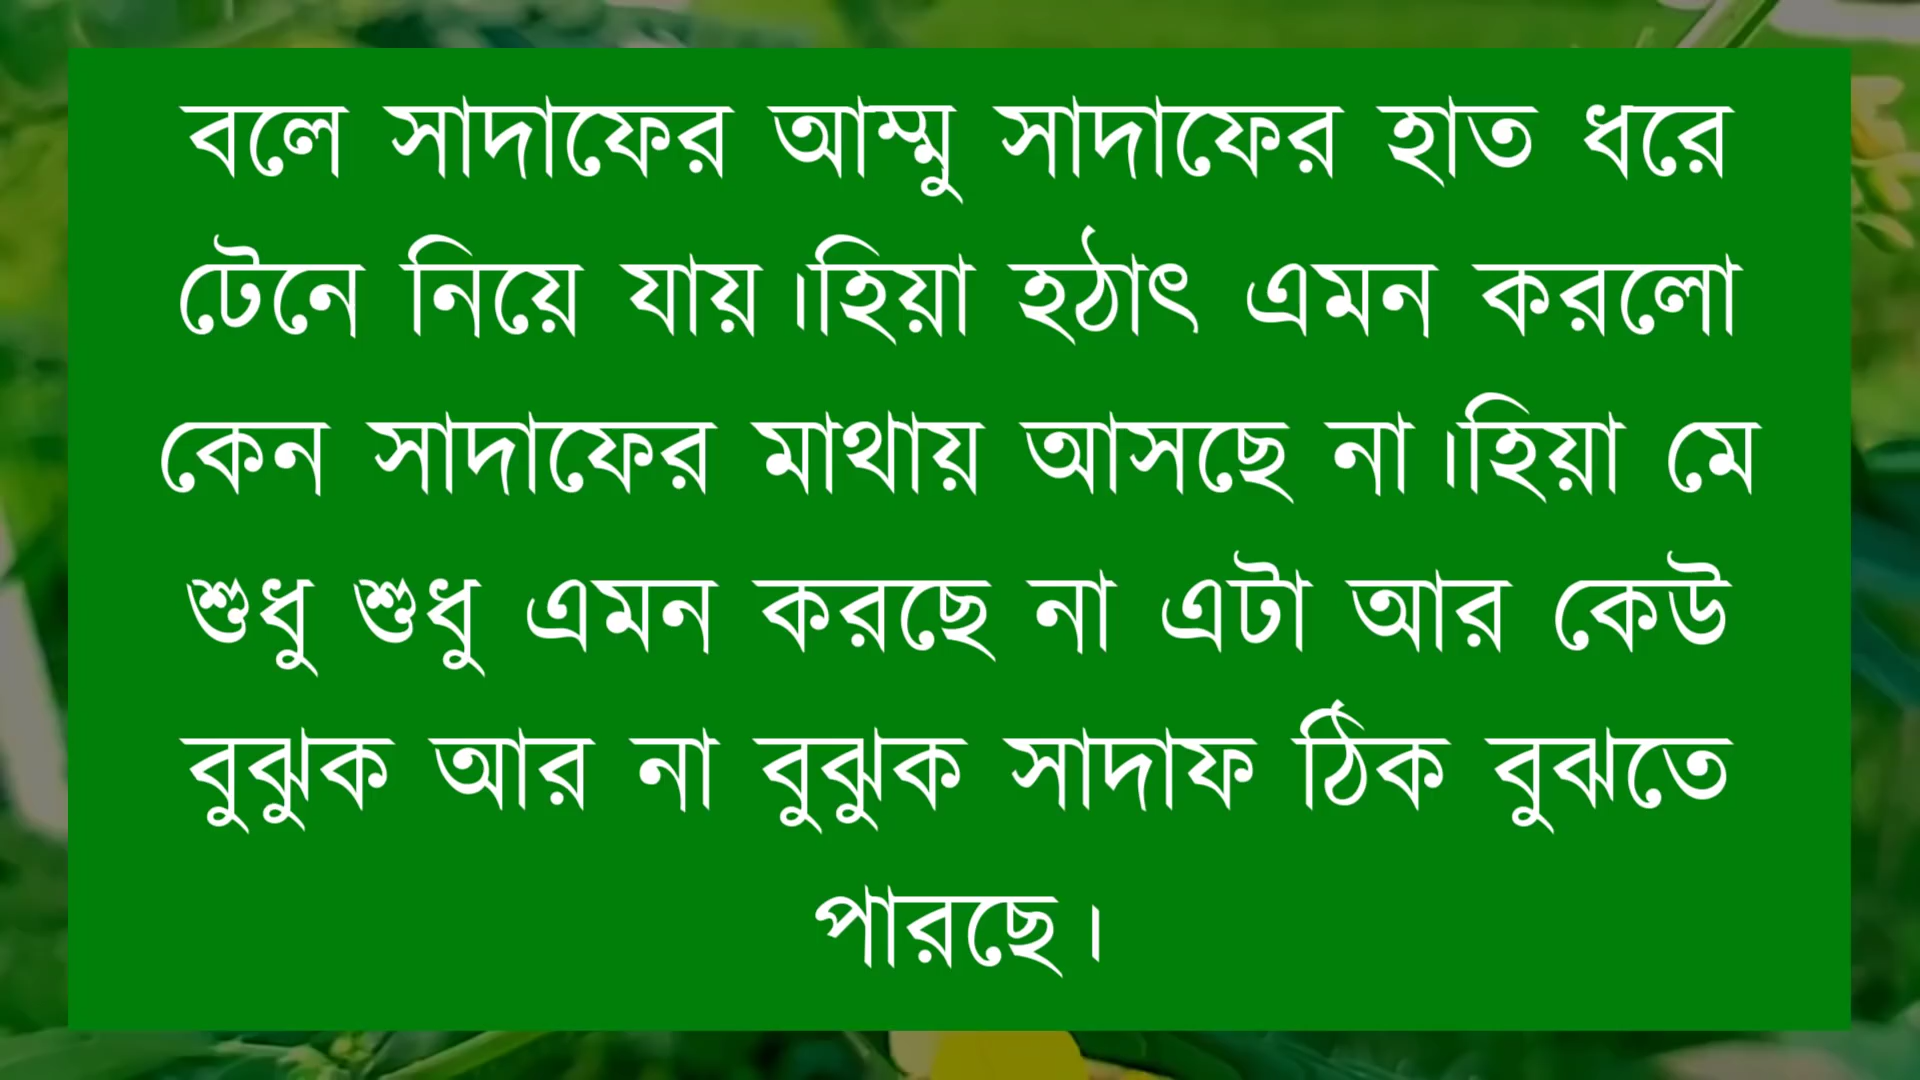 বলে সাদাফের আম্মু সাদাফের হাত ধরে
টেনে নিয়ে যায়।হিয়া হঠাৎ এমন করলো
কেন সাদাফের মাথায় আসছে না।হিয়া মে
শুধু শুধু এমন করছে না এটা আর কেউ
বুঝুক আর না বুঝুক সাদাফ ঠিক বুঝতে
পারছে।